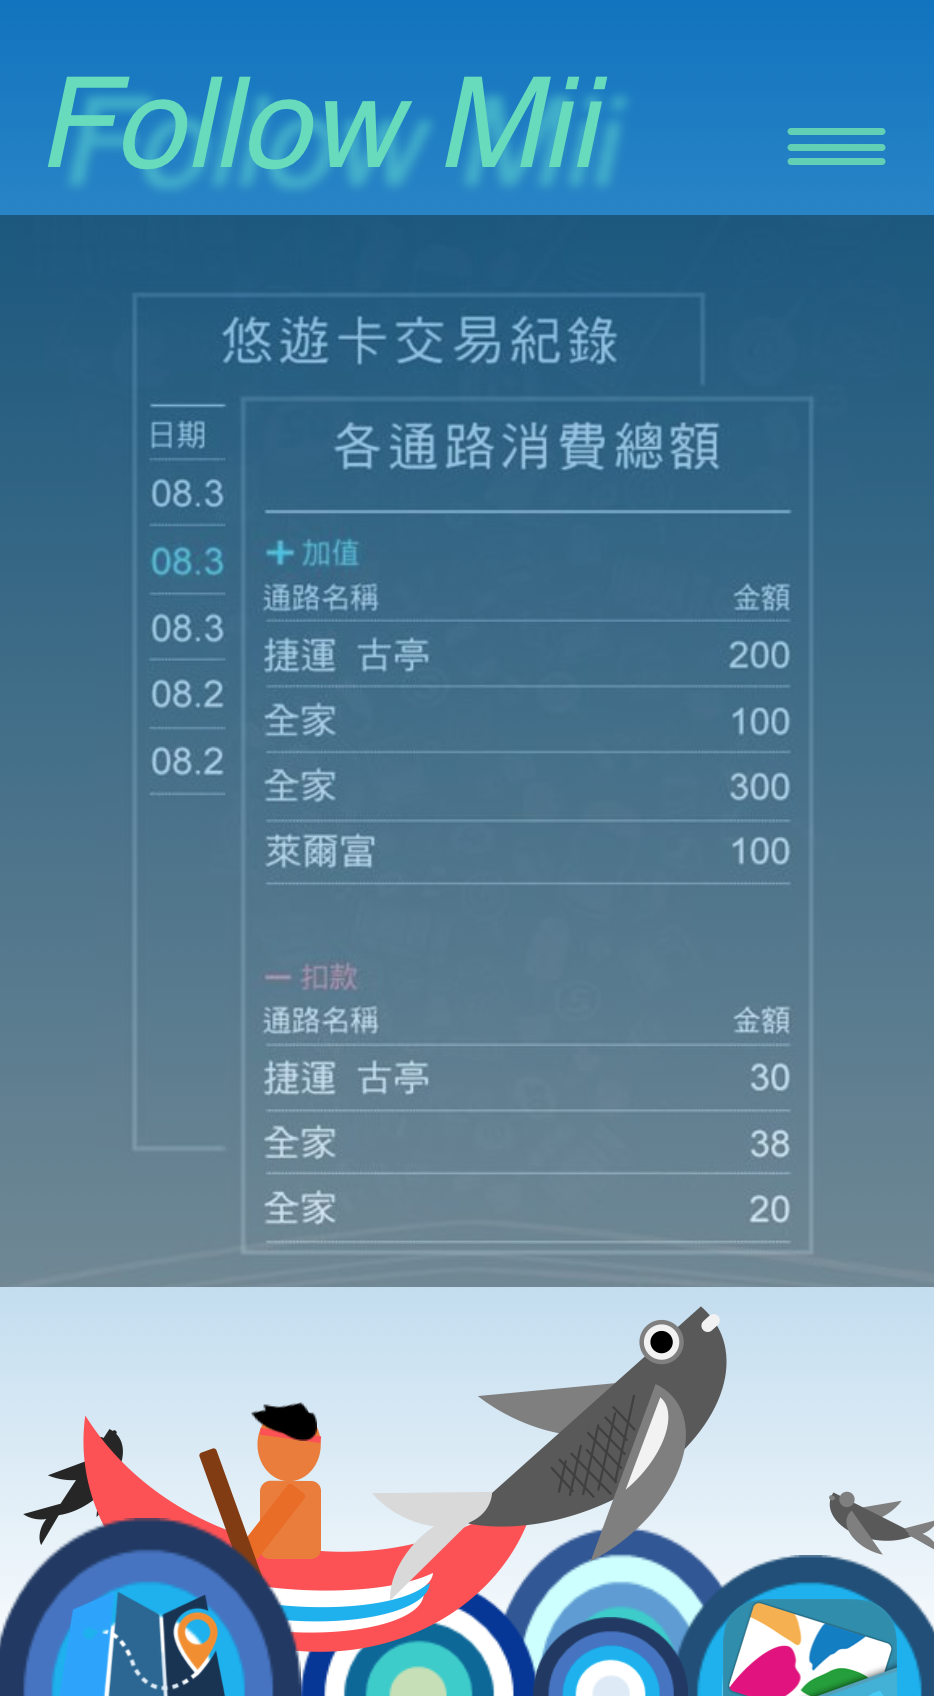 Follow Mii
悠遊卡交易紀錄
日期
08.3
08.3
08.3
08.2
08.2
各通路消費總額
+ 加值
通路名稱 金額
捷運 古亭 200
全家 100
全家 300
萊爾富 100
- 扣款
通路名稱 金額
捷運 古亭 30
全家 38
全家 20